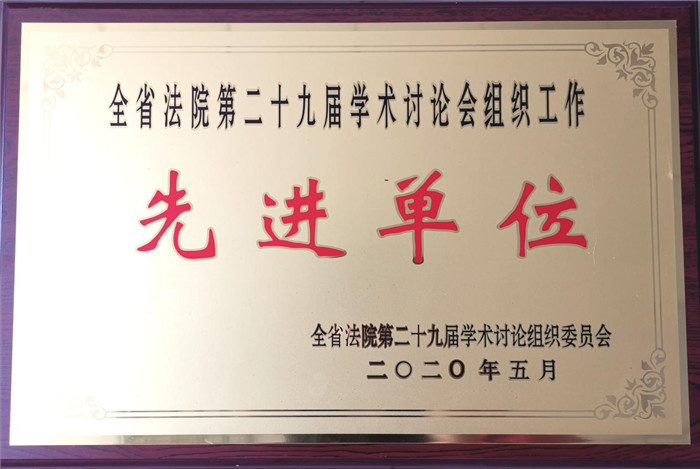 全省法院第二十九届学术讨论会组织工作
先进单位
全省法院第二十九届学术讨论组织委员会
二〇二〇年五月